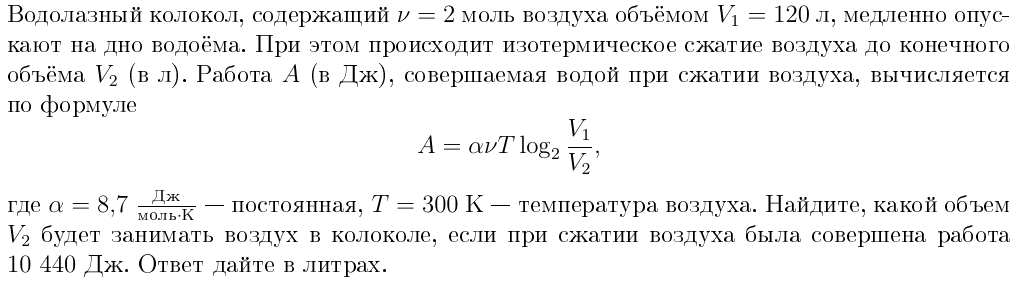 Водолазный колокол, содержащий ν = 2 моль воздуха объёмом V₁ = 120 л, медленно опус-
кают на дно водоёма. При этом происходит изотермическое сжатие воздуха до конечного
объёма V₂ (в л). Работа A (в Дж), совершаемая водой при сжатии воздуха, вычисляется
по формуле
A = ανT log₂ V₁/V₂,
где α = 8,7 Дж/моль·К — постоянная, T = 300 К — температура воздуха. Найдите, какой объем
V₂ будет занимать воздух в колоколе, если при сжатии воздуха была совершена работа
10 440 Дж. Ответ дайте в литрах.